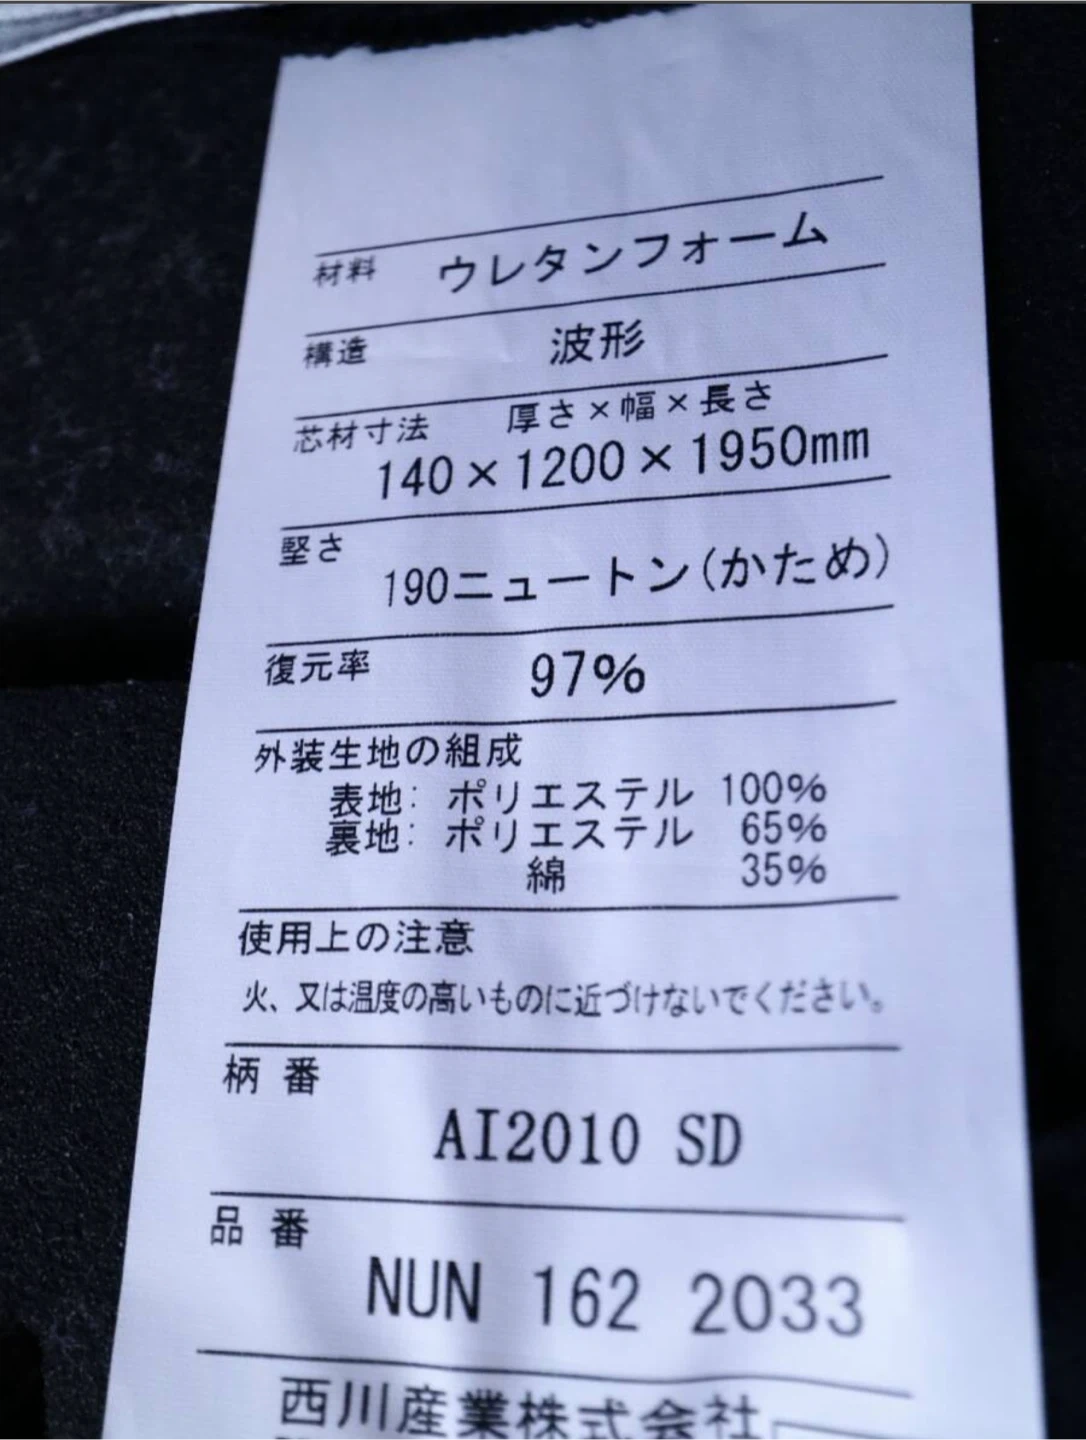 材料 ウレタンフォーム
構造 波形
芯材寸法 厚さ×幅×長さ
140×1200×1950mm
堅さ
190ニュートン(かため)
復元率 97%
外装生地の組成
表地: ポリエステル 100%
裏地: ポリエステル 65%
綿 35%
使用上の注意
火、又は温度の高いものに近づけないでください。
柄番
AI2010 SD
品番
NUN 162 2033
西川産業株式会社